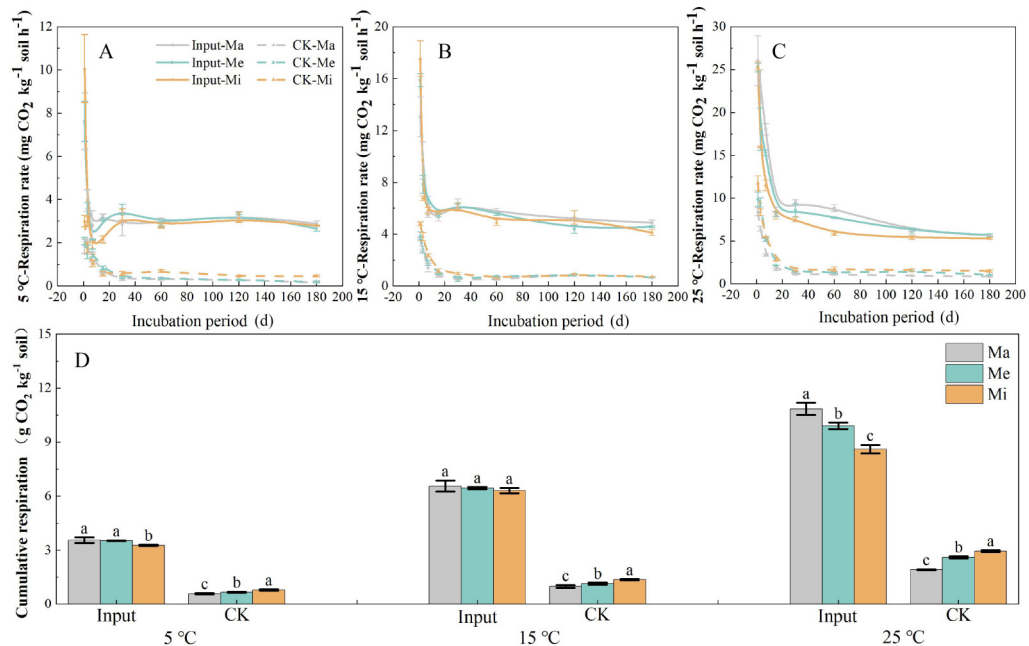 A
Input-Ma CK-Ma
Input-Me CK-Me
Input-Mi CK-Mi
5 ℃-Respiration rate (mg CO2 kg⁻¹ soil h⁻¹)
12
10
8
6
4
2
0
-20 0 20 40 60 80 100 120 140 160 180 200
Incubation period (d)
B
15 ℃-Respiration rate (mg CO2 kg⁻¹ soil h⁻¹)
20
16
12
8
4
0
-20 0 20 40 60 80 100 120 140 160 180 200
Incubation period (d)
C
25 ℃-Respiration rate (mg CO2 kg⁻¹ soil h⁻¹)
30
25
20
15
10
5
0
-20 0 20 40 60 80 100 120 140 160 180 200
Incubation period (d)
D
Cumulative respiration（g CO2 kg⁻¹ soil)
15
12
9
6
3
0
Ma
Me
Mi
a a b c b a
a a a c b a
a b c c b a
Input CK Input CK Input CK
5 ℃ 15 ℃ 25 ℃